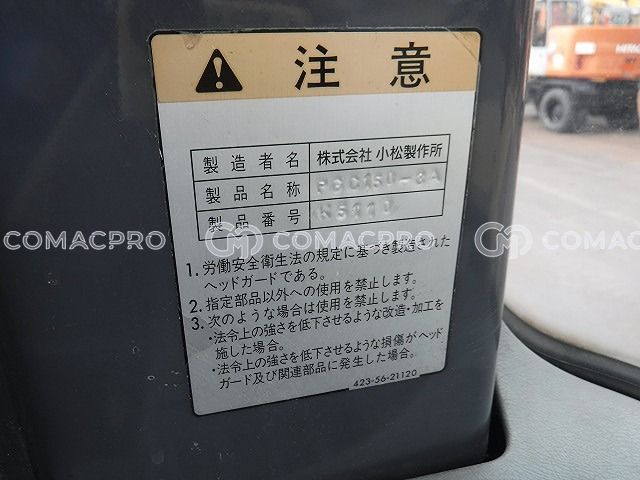 注意
製造者名 株式会社 小松製作所
製品名称
製品番号
COMACPRO COMACPRO COMACPRO
1. 労働安全衛生法の規定に基づき製造された
ヘッドガードである。
2. 指定部品以外への使用を禁止します。
3. 次のような場合は使用を禁止します。
・法令上の強さを低下させるような改造・加工を
施した場合。
・法令上の強さを低下させるような損傷がヘッド
ガード及び関連部品に発生した場合。
423-56-21120